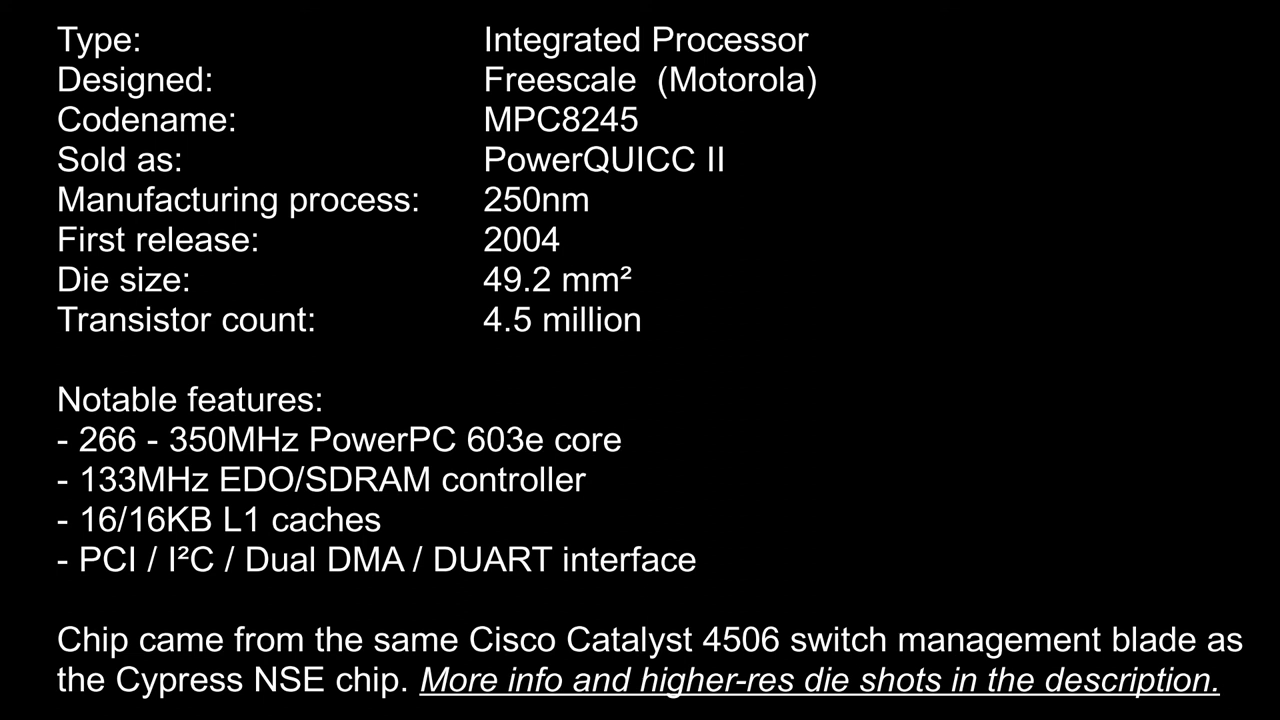 Type: Integrated Processor
Designed: Freescale (Motorola)
Codename: MPC8245
Sold as: PowerQUICC II
Manufacturing process: 250nm
First release: 2004
Die size: 49.2 mm²
Transistor count: 4.5 million
Notable features:
- 266 - 350MHz PowerPC 603e core
- 133MHz EDO/SDRAM controller
- 16/16KB L1 caches
- PCI / I²C / Dual DMA / DUART interface
Chip came from the same Cisco Catalyst 4506 switch management blade as
the Cypress NSE chip. More info and higher-res die shots in the description.